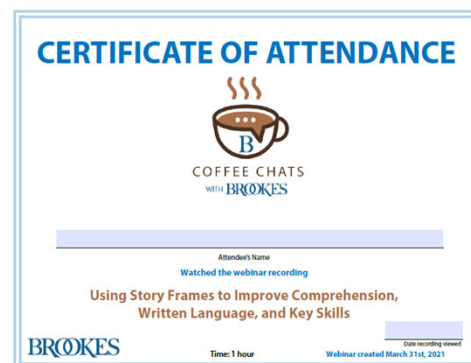 CERTIFICATE OF ATTENDANCE
B
COFFEE CHATS
WITH BROOKES
Attendee's Name
Watched the webinar recording
Using Story Frames to Improve Comprehension,
Written Language, and Key Skills
Date recording viewed
BROOKES
Time: 1 hour
Webinar created March 31st, 2021